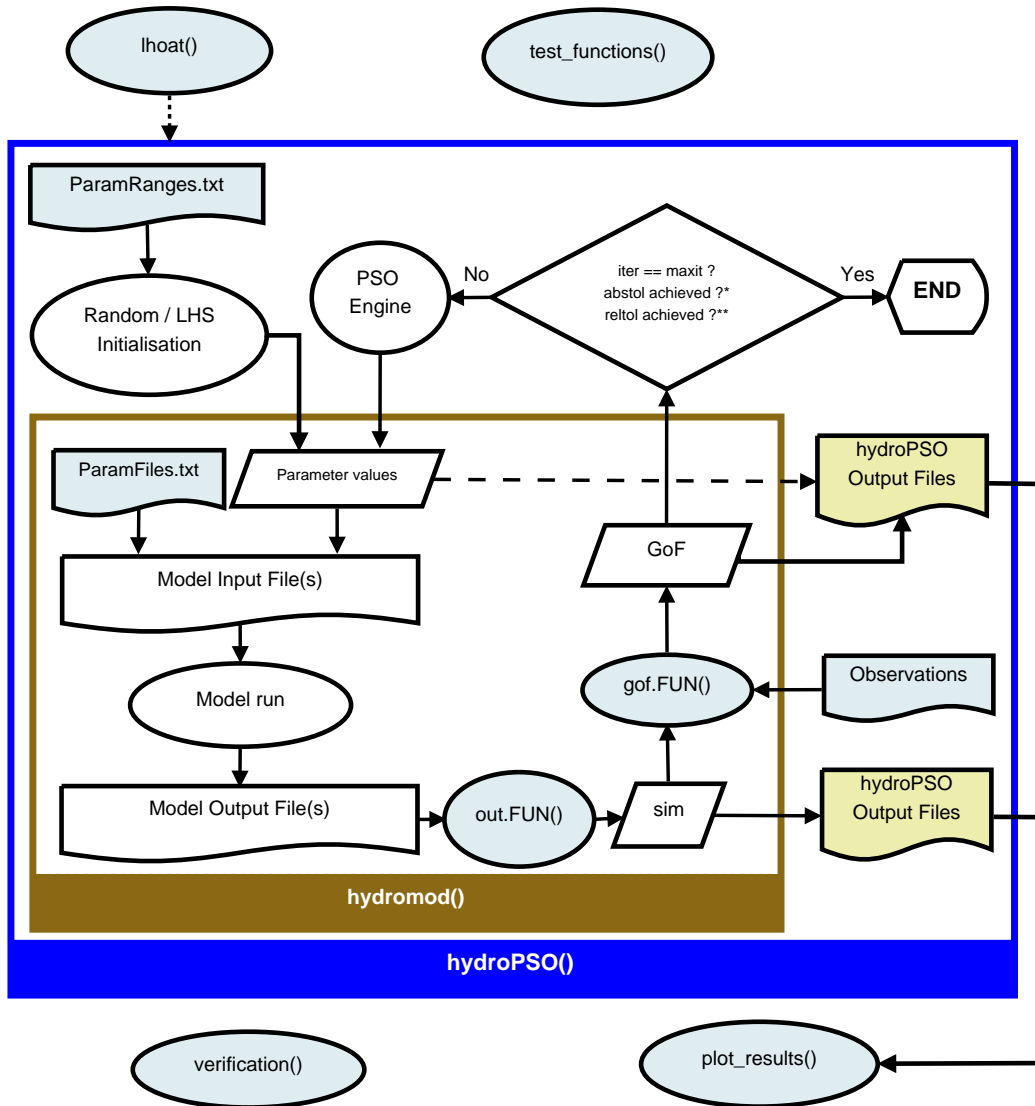 lhoat()
test_functions()
ParamRanges.txt
Random / LHS
Initialisation
PSO
Engine
No
iter == maxit ?
abstol achieved ?*
reltol achieved ?**
Yes
END
ParamFiles.txt
Parameter values
hydroPSO
Output Files
Model Input File(s)
GoF
Model run
gof.FUN()
Observations
Model Output File(s)
out.FUN()
sim
hydroPSO
Output Files
hydromod()
hydroPSO()
verification()
plot_results()